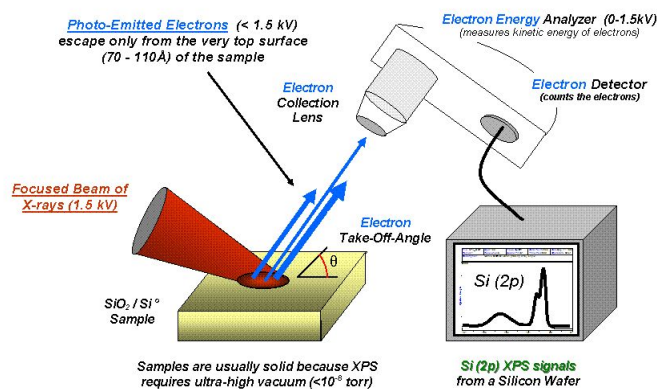 Photo-Emitted Electrons (< 1.5 kV)
escape only from the very top surface
(70 - 110Å) of the sample
Electron Energy Analyzer (0-1.5kV)
(measures kinetic energy of electrons)
Electron
Collection
Lens
Electron Detector
(counts the electrons)
Focused Beam of
X-rays (1.5 kV)
Electron
Take-Off-Angle
θ
SiO₂ / Si°
Sample
Si (2p)
Samples are usually solid because XPS
requires ultra-high vacuum (<10⁻⁸ torr)
Si (2p) XPS signals
from a Silicon Wafer